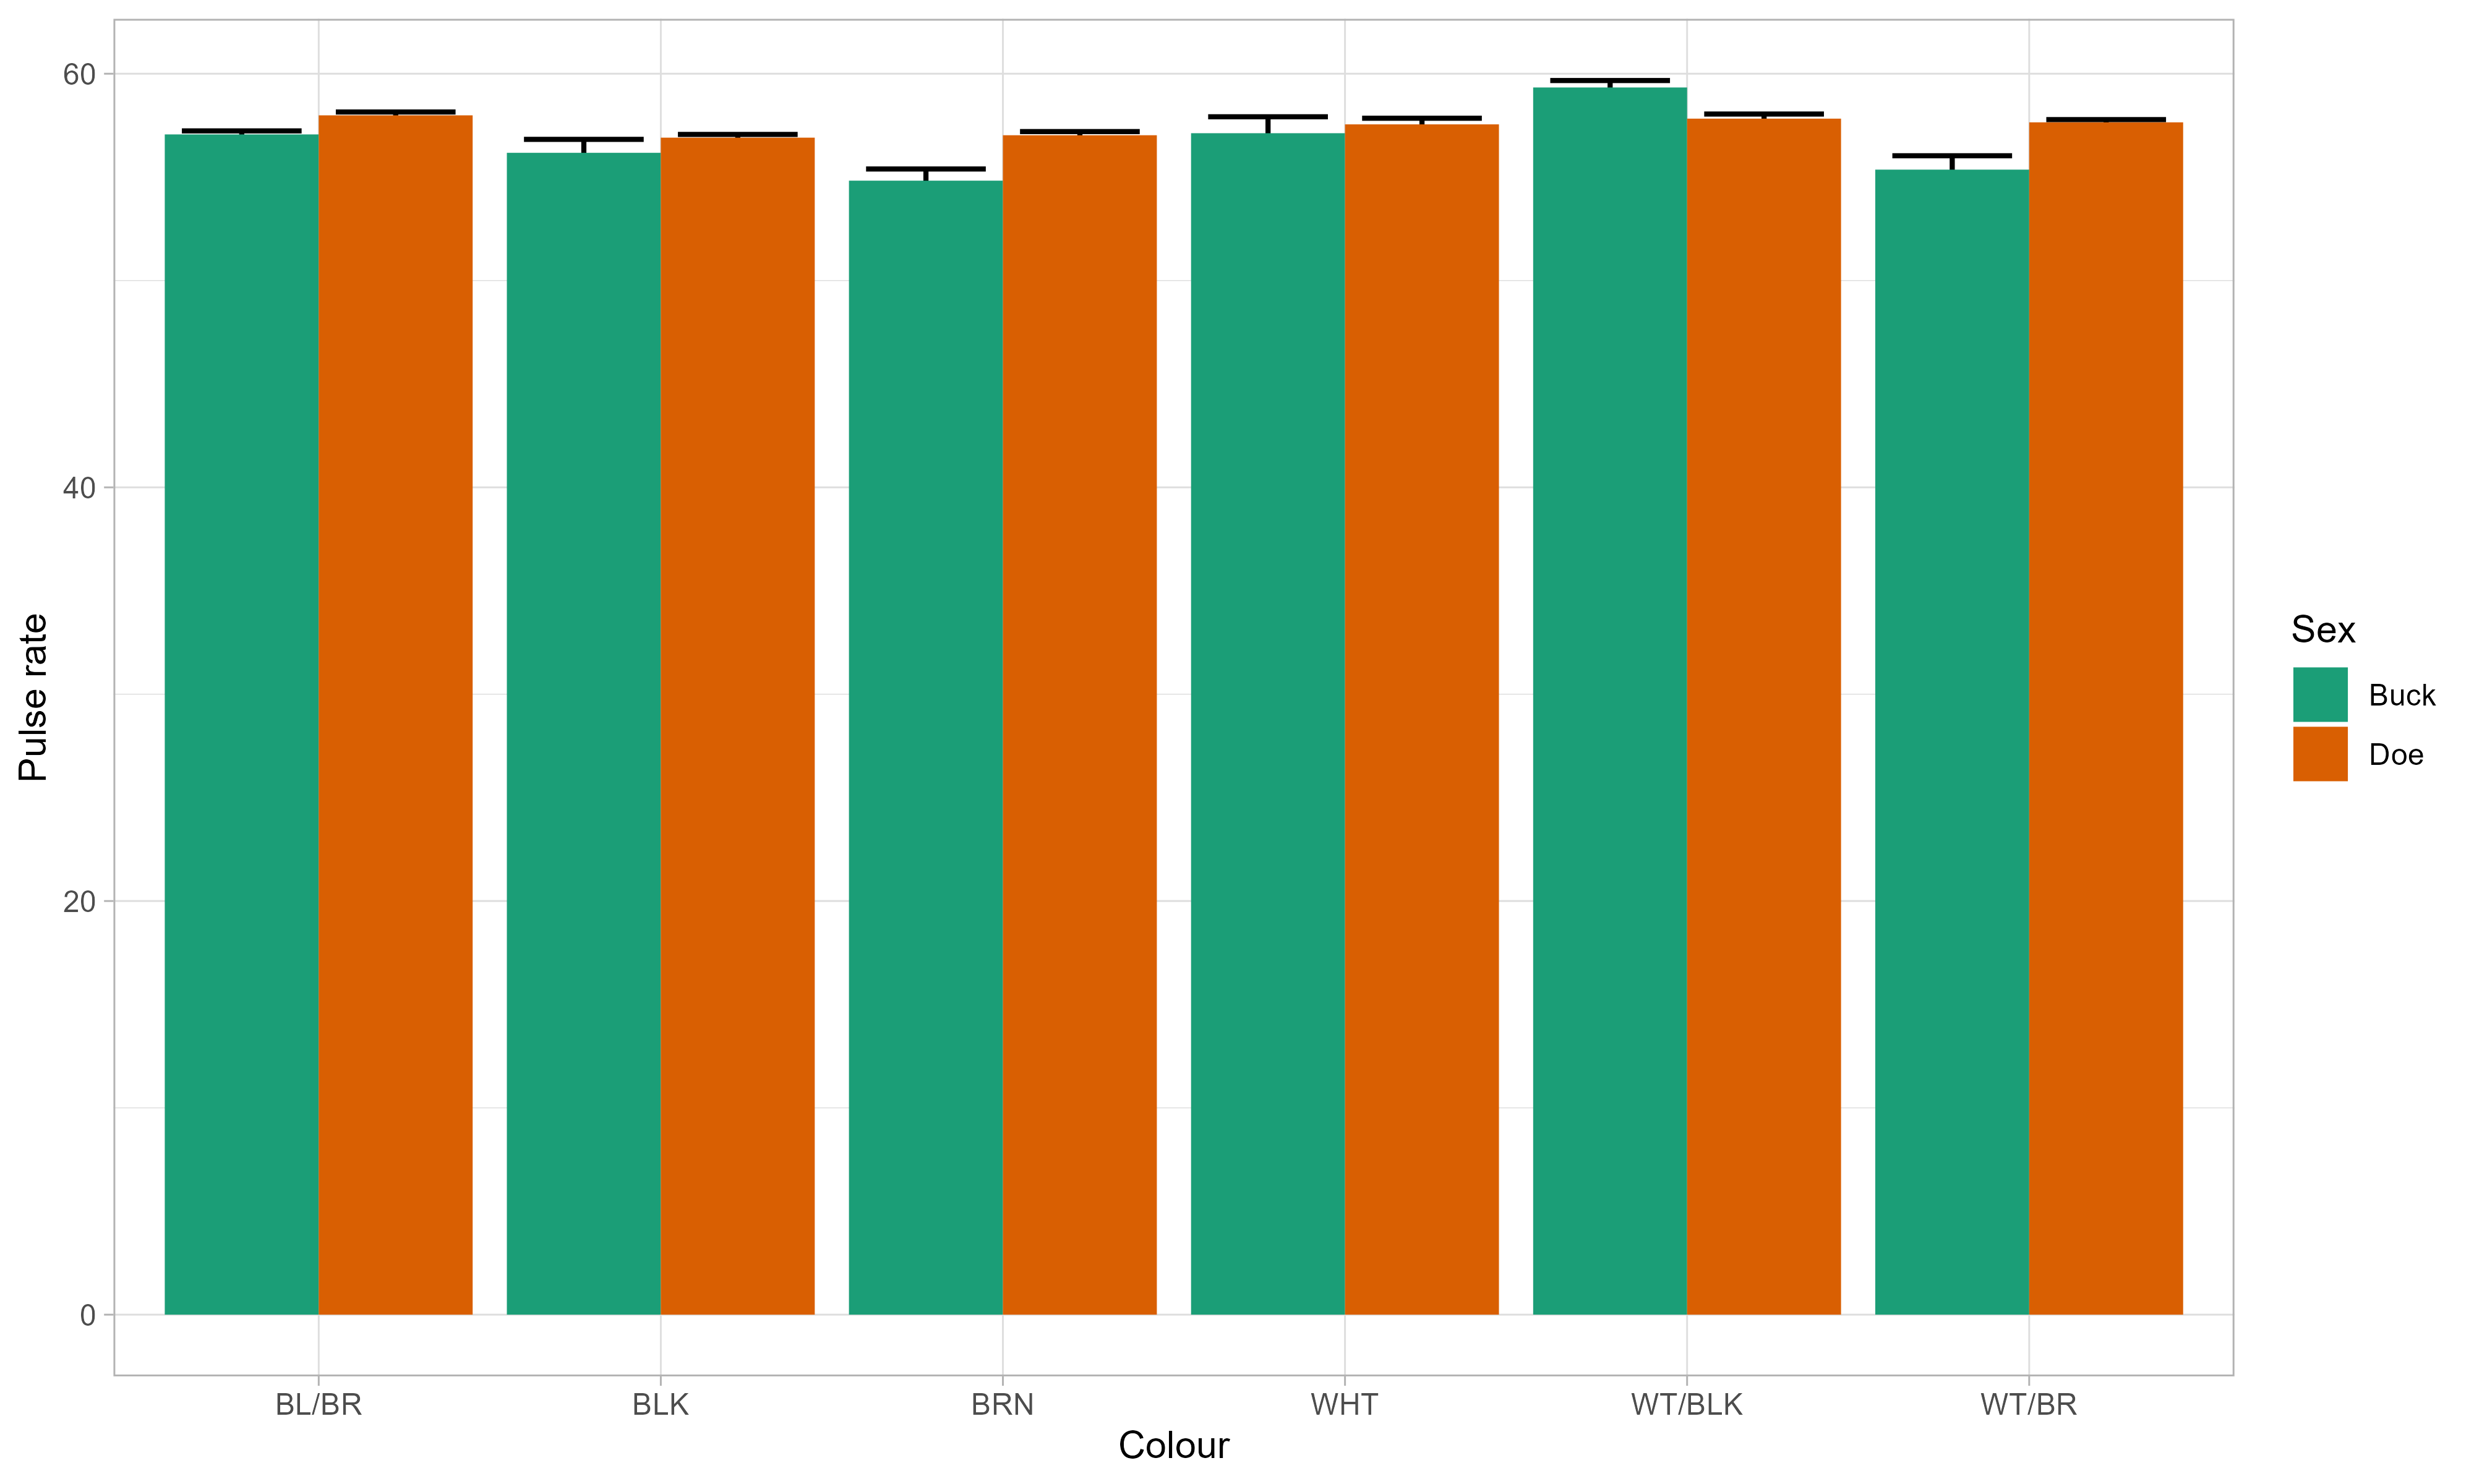 60
40
20
0
Pulse rate
BL/BR
BLK
BRN
WHT
WT/BLK
WT/BR
Colour
Sex
Buck
Doe